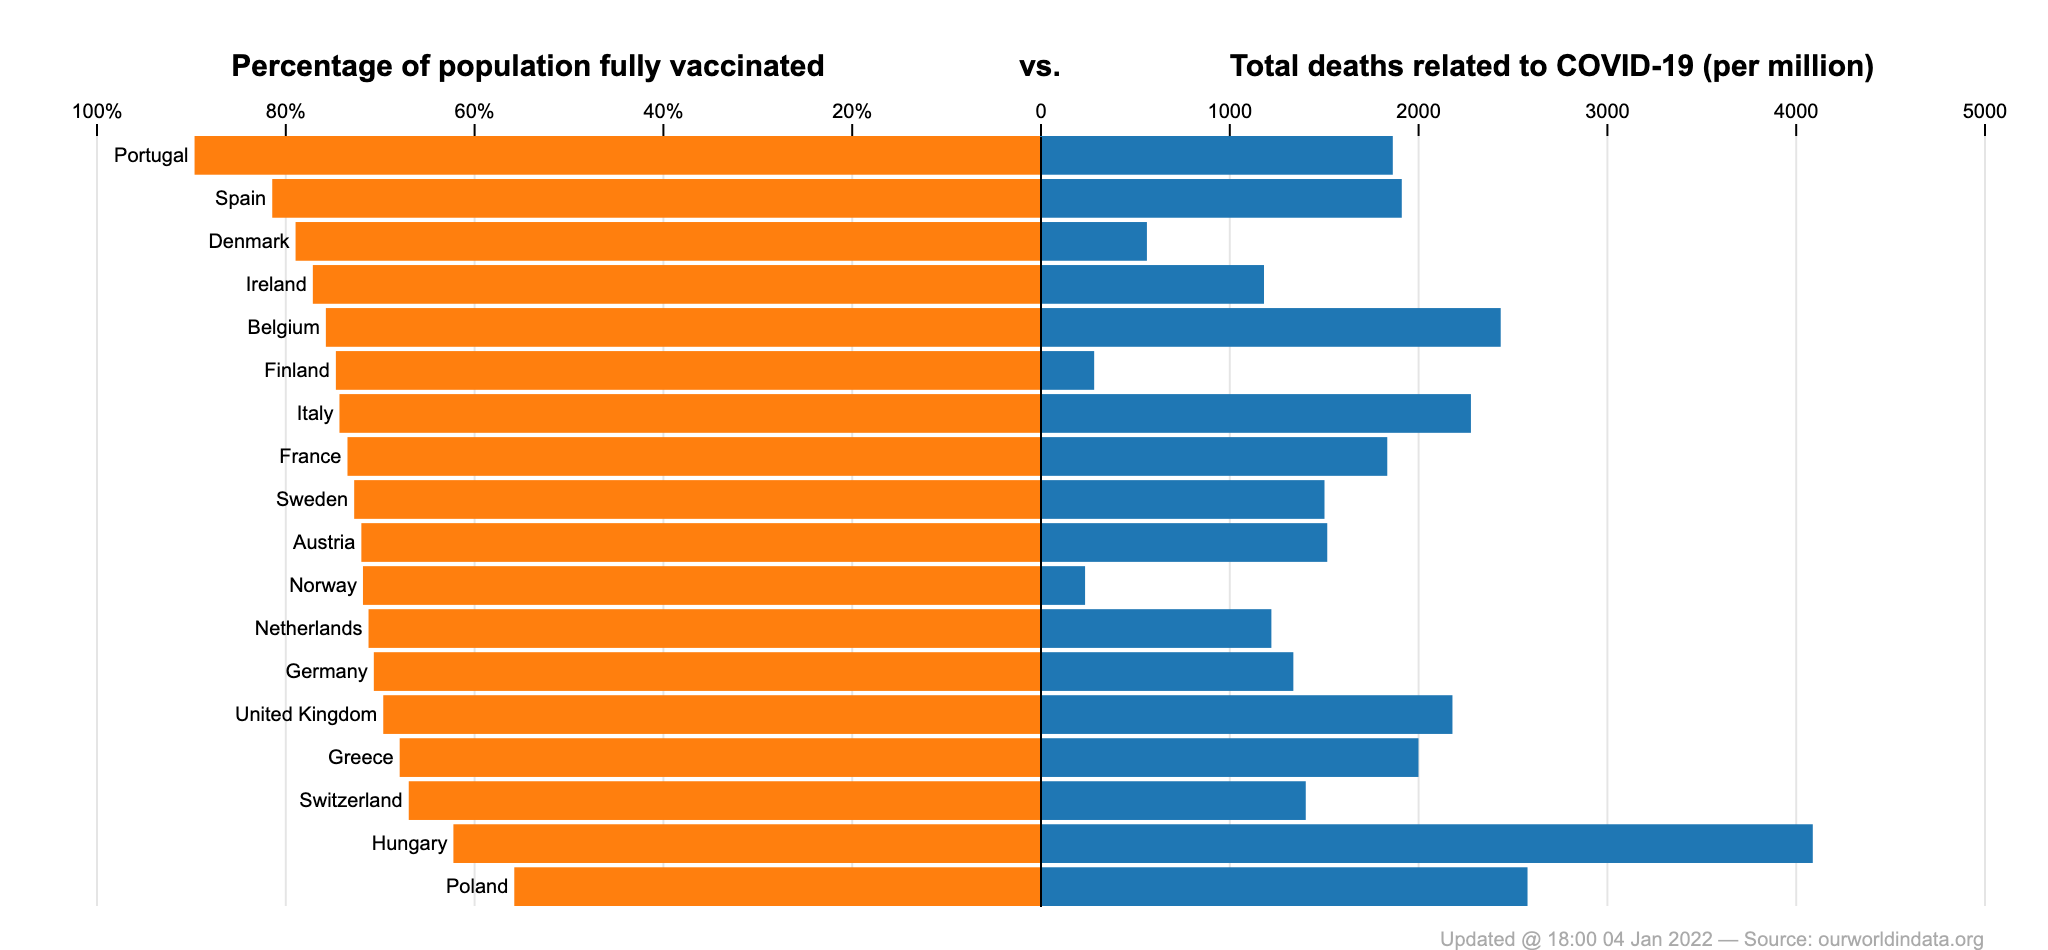 Percentage of population fully vaccinated vs. Total deaths related to COVID-19 (per million)
100% 80% 60% 40% 20% 0 1000 2000 3000 4000 5000
Portugal
Spain
Denmark
Ireland
Belgium
Finland
Italy
France
Sweden
Austria
Norway
Netherlands
Germany
United Kingdom
Greece
Switzerland
Hungary
Poland
Updated @ 18:00 04 Jan 2022 — Source: ourworldindata.org